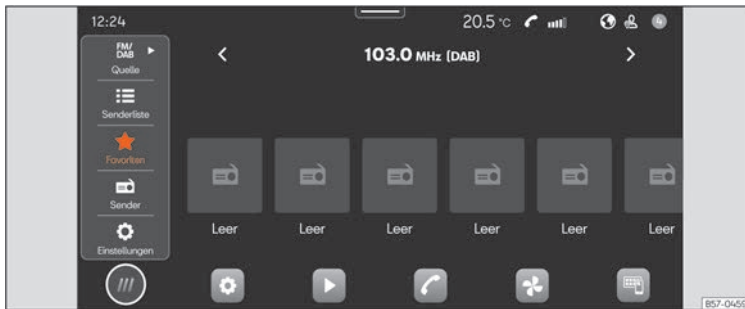 12:24
20.5 °C
4
FM/
DAB
Quelle
103.0 MHz (DAB)
Senderliste
Favoriten
Sender
Einstellungen
Leer
Leer
Leer
Leer
Leer
Leer
B57-0459